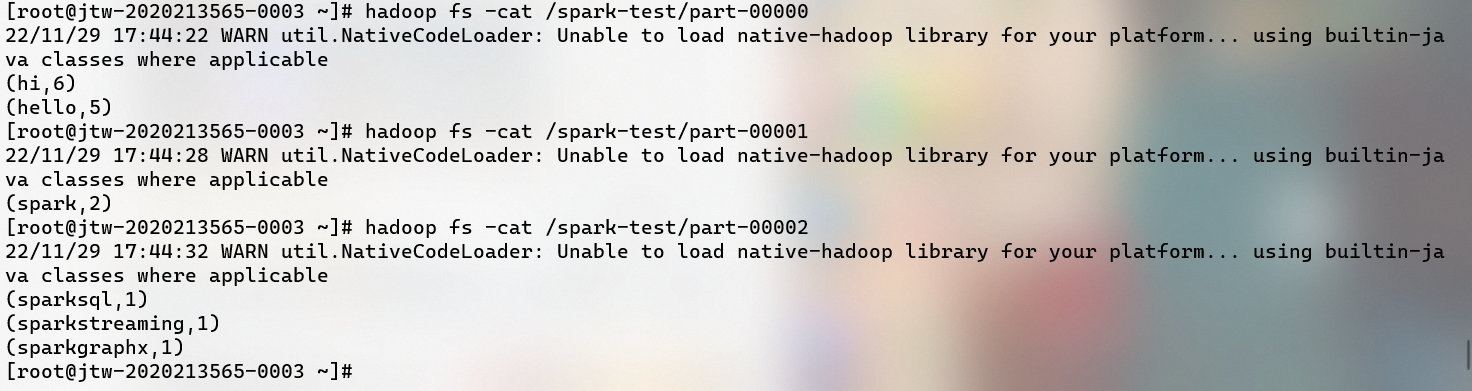 [root@jtw-2020213565-0003 ~]# hadoop fs -cat /spark-test/part-00000
22/11/29 17:44:22 WARN util.NativeCodeLoader: Unable to load native-hadoop library for your platform... using builtin-ja
va classes where applicable
(hi,6)
(hello,5)
[root@jtw-2020213565-0003 ~]# hadoop fs -cat /spark-test/part-00001
22/11/29 17:44:28 WARN util.NativeCodeLoader: Unable to load native-hadoop library for your platform... using builtin-ja
va classes where applicable
(spark,2)
[root@jtw-2020213565-0003 ~]# hadoop fs -cat /spark-test/part-00002
22/11/29 17:44:32 WARN util.NativeCodeLoader: Unable to load native-hadoop library for your platform... using builtin-ja
va classes where applicable
(sparksql,1)
(sparkstreaming,1)
(sparkgraphx,1)
[root@jtw-2020213565-0003 ~]#